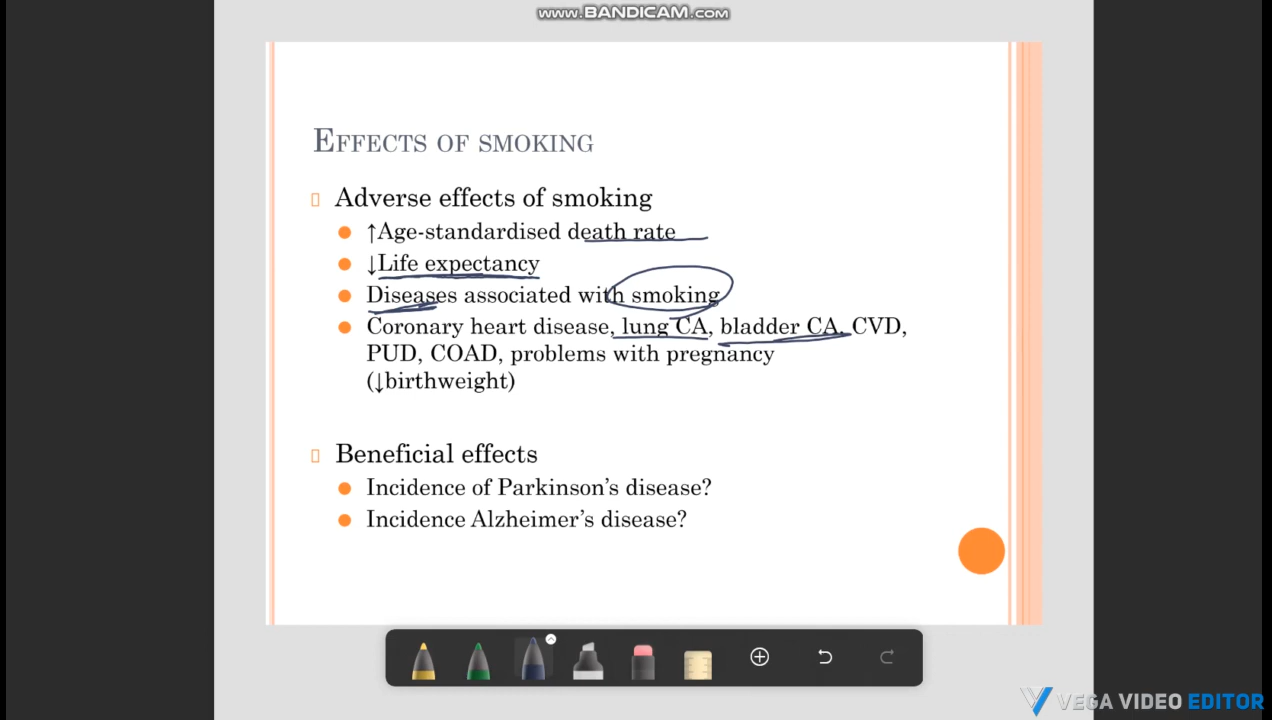 www.BANDICAM.com
EFFECTS OF SMOKING
Adverse effects of smoking
↑Age-standardised death rate
↓Life expectancy
Diseases associated with smoking
Coronary heart disease, lung CA, bladder CA, CVD,
PUD, COAD, problems with pregnancy
(↓birthweight)
Beneficial effects
Incidence of Parkinson's disease?
Incidence Alzheimer's disease?
VEGA VIDEO EDITOR